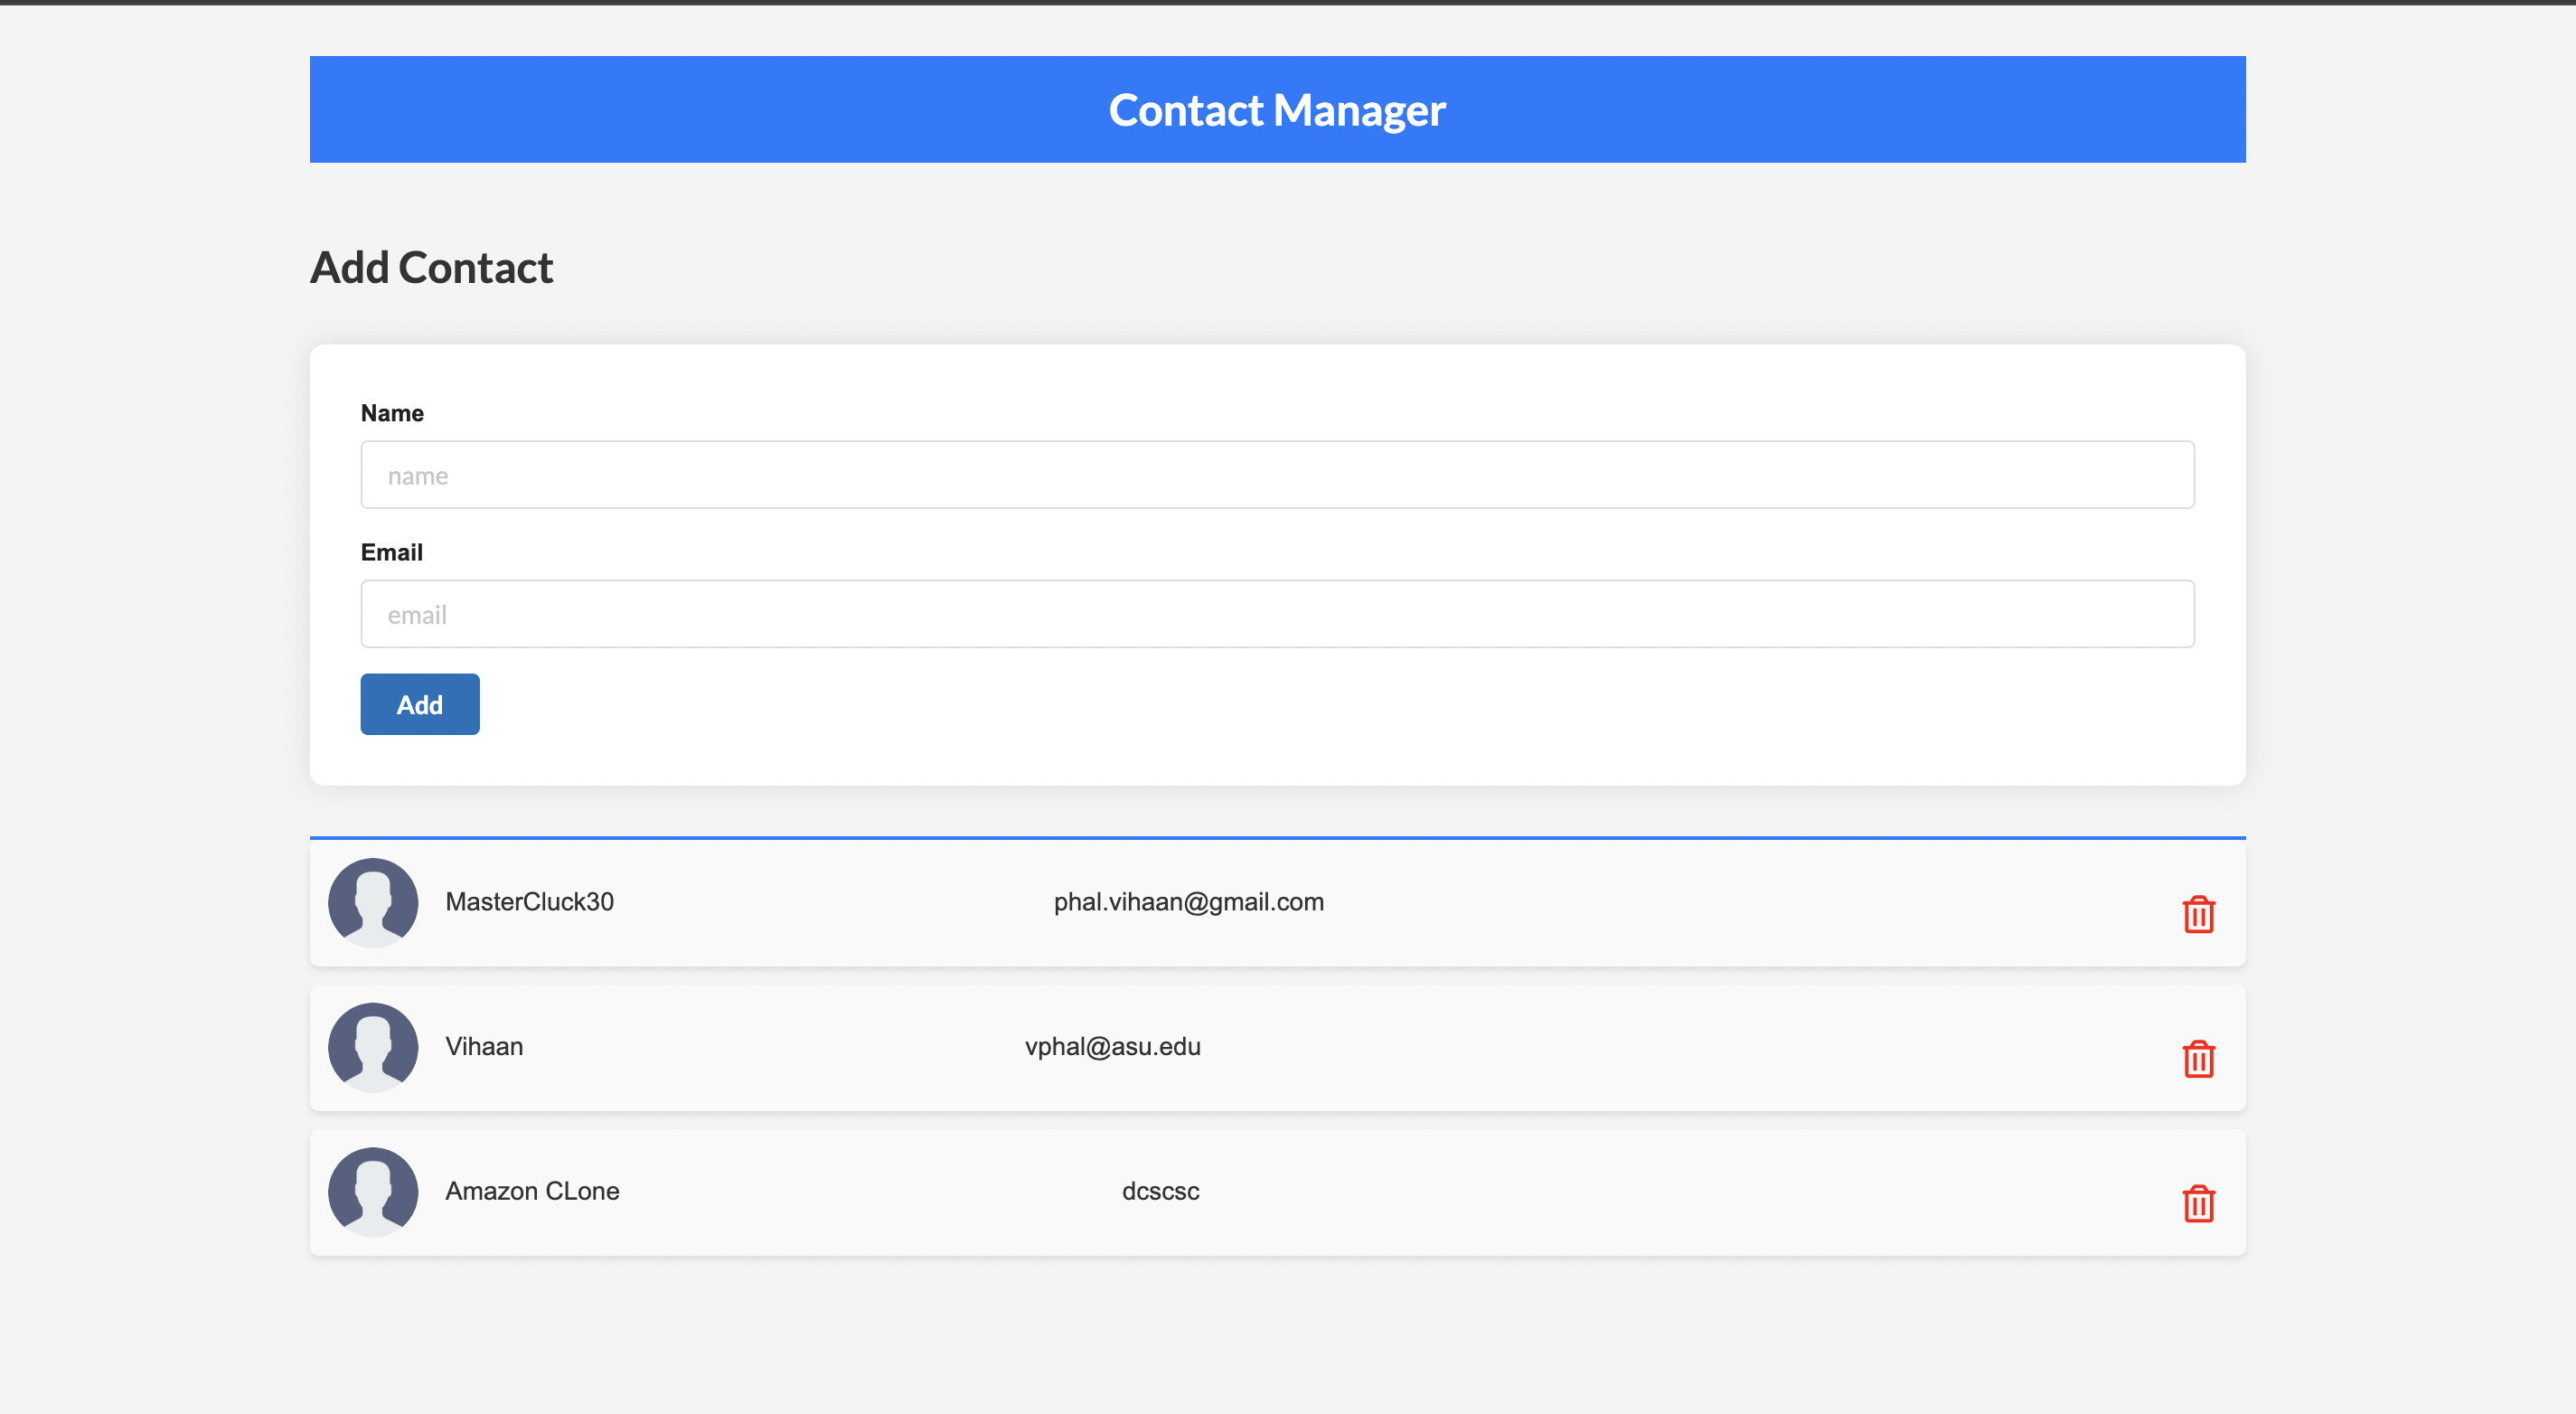 Contact Manager
Add Contact
Name
name
Email
email
Add
MasterCluck30 phal.vihaan@gmail.com
Vihaan vphal@asu.edu
Amazon CLone dcscsc